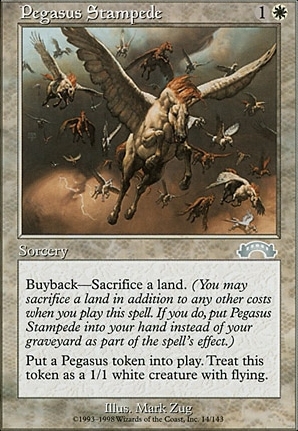 Pegasus Stampede 1
Sorcery
Buyback—Sacrifice a land. (You may
sacrifice a land in addition to any other costs
when you play this spell. If you do, put Pegasus
Stampede into your hand instead of your
graveyard as part of the spell's effect.)
Put a Pegasus token into play. Treat this
token as a 1/1 white creature with flying.
Illus. Mark Zug
©1993–1998 Wizards of the Coast, Inc. 14/143